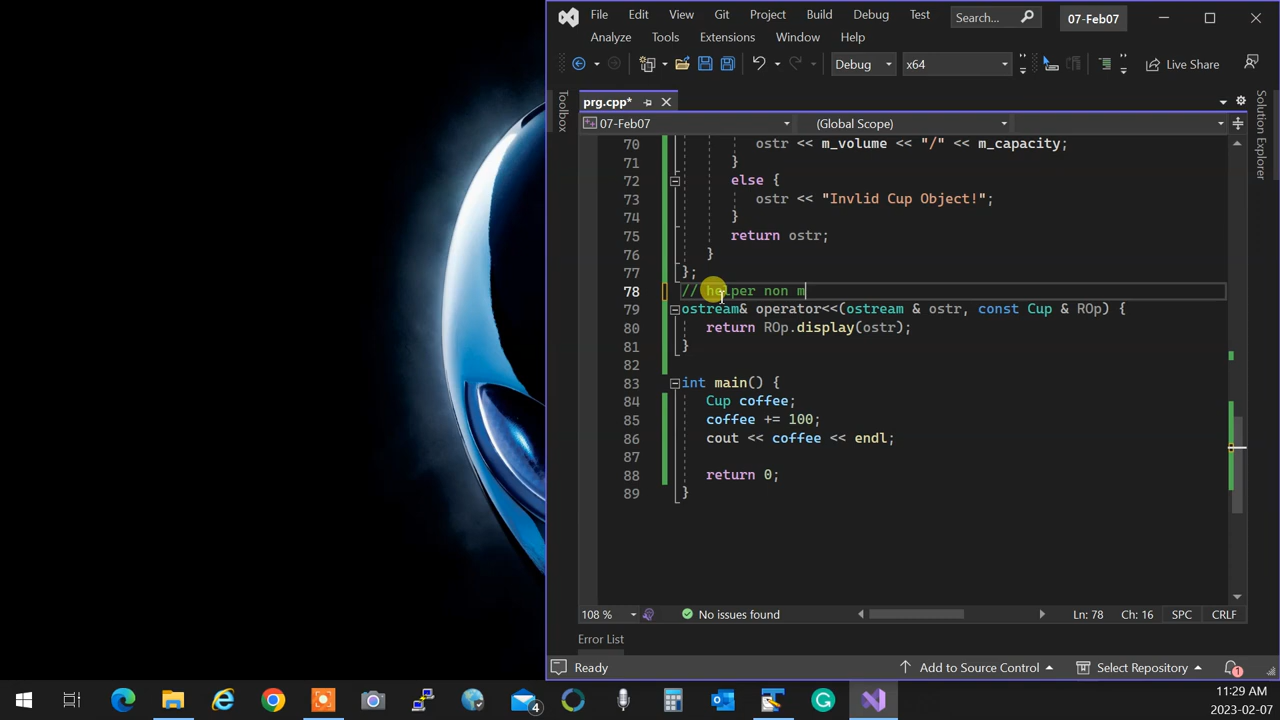 File Edit View Git Project Build Debug Test Search... 07-Feb07
Analyze Tools Extensions Window Help
Debug x64 Live Share
Toolbox
prg.cpp*
Solution Explorer
07-Feb07 (Global Scope)
70 ostr << m_volume << "/" << m_capacity;
71 }
72 else {
73 ostr << "Invlid Cup Object!";
74 }
75 return ostr;
76 }
77 };
78 // helper non m
79 ostream& operator<<(ostream & ostr, const Cup & ROp) {
80 return ROp.display(ostr);
81 }
82
83 int main() {
84 Cup coffee;
85 coffee += 100;
86 cout << coffee << endl;
87
88 return 0;
89 }
108 % No issues found Ln: 78 Ch: 16 SPC CRLF
Error List
Ready Add to Source Control Select Repository 1
4
11:29 AM
2023-02-07